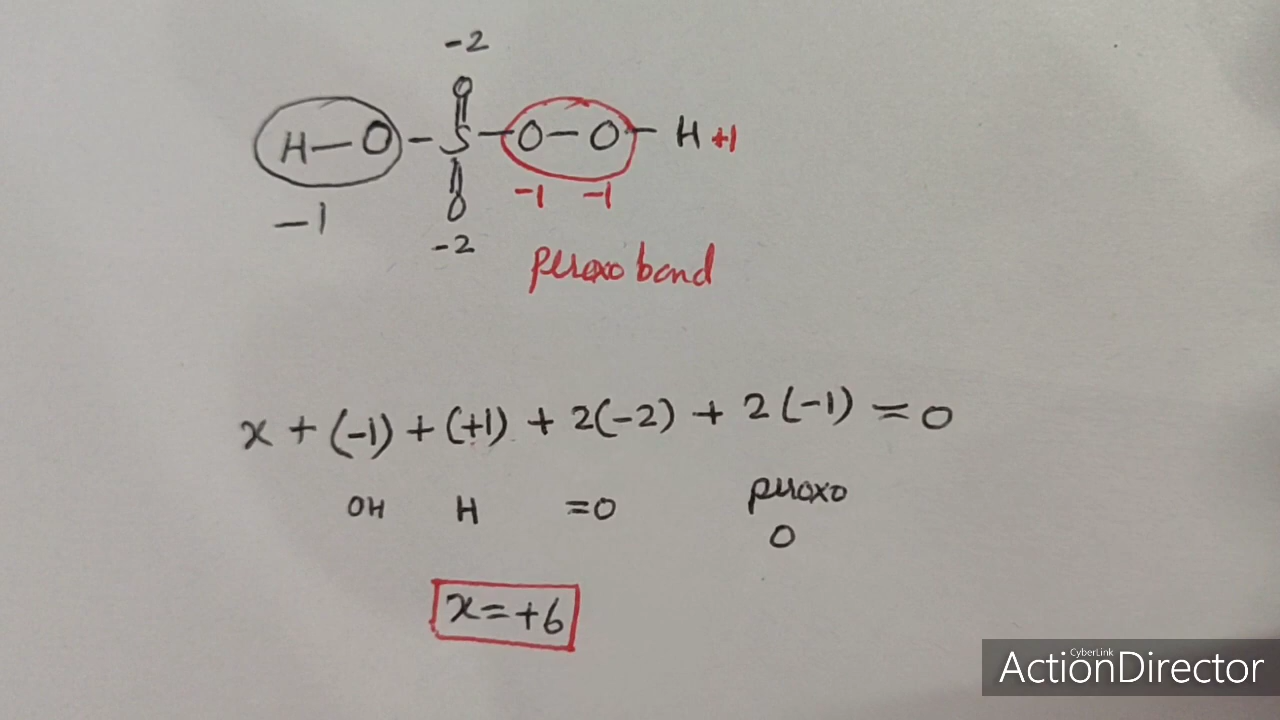 -2
O
H-O-S-O-O-H +1
O
-1 -1
-1
-2
peroxo bond
x + (-1) + (+1) + 2(-2) + 2(-1) = 0
OH H =O peroxo
O
x=+6
CyberLink
ActionDirector